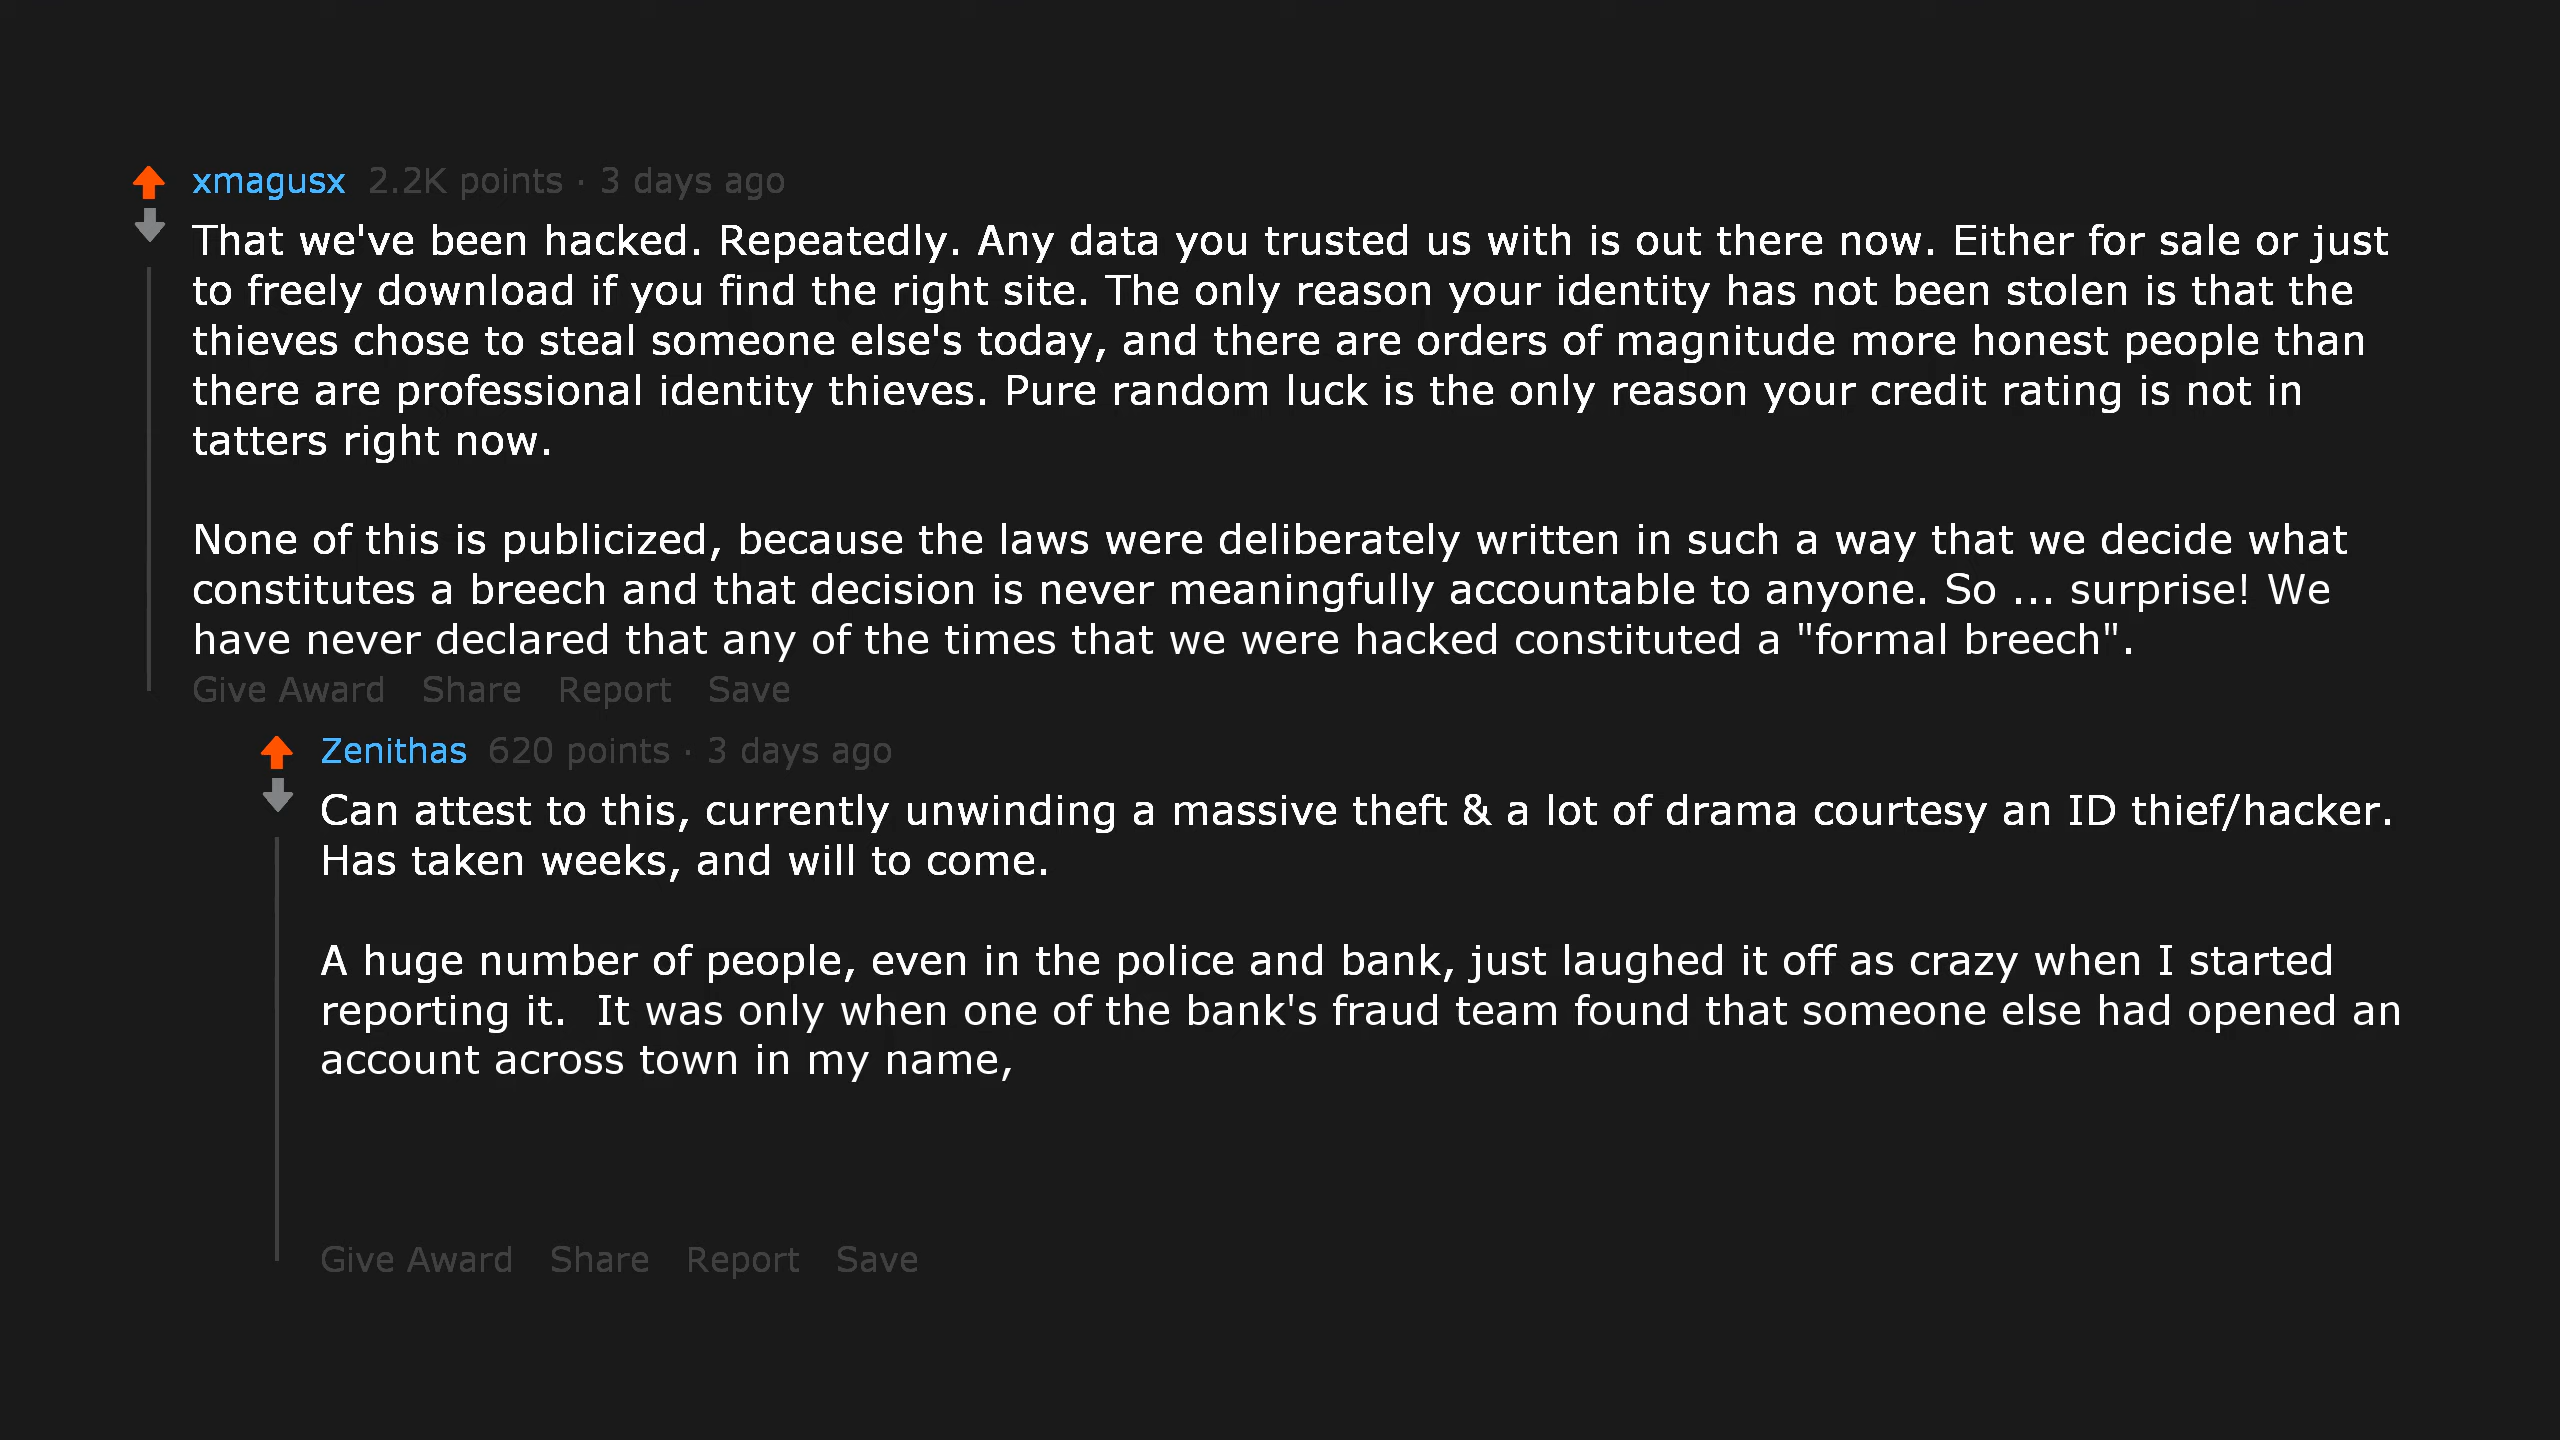 xmagusx 2.2K points · 3 days ago
That we've been hacked. Repeatedly. Any data you trusted us with is out there now. Either for sale or just
to freely download if you find the right site. The only reason your identity has not been stolen is that the
thieves chose to steal someone else's today, and there are orders of magnitude more honest people than
there are professional identity thieves. Pure random luck is the only reason your credit rating is not in
tatters right now.
None of this is publicized, because the laws were deliberately written in such a way that we decide what
constitutes a breech and that decision is never meaningfully accountable to anyone. So ... surprise! We
have never declared that any of the times that we were hacked constituted a "formal breech".
Give Award Share Report Save
Zenithas 620 points · 3 days ago
Can attest to this, currently unwinding a massive theft & a lot of drama courtesy an ID thief/hacker.
Has taken weeks, and will to come.
A huge number of people, even in the police and bank, just laughed it off as crazy when I started
reporting it.  It was only when one of the bank's fraud team found that someone else had opened an
account across town in my name,
Give Award Share Report Save